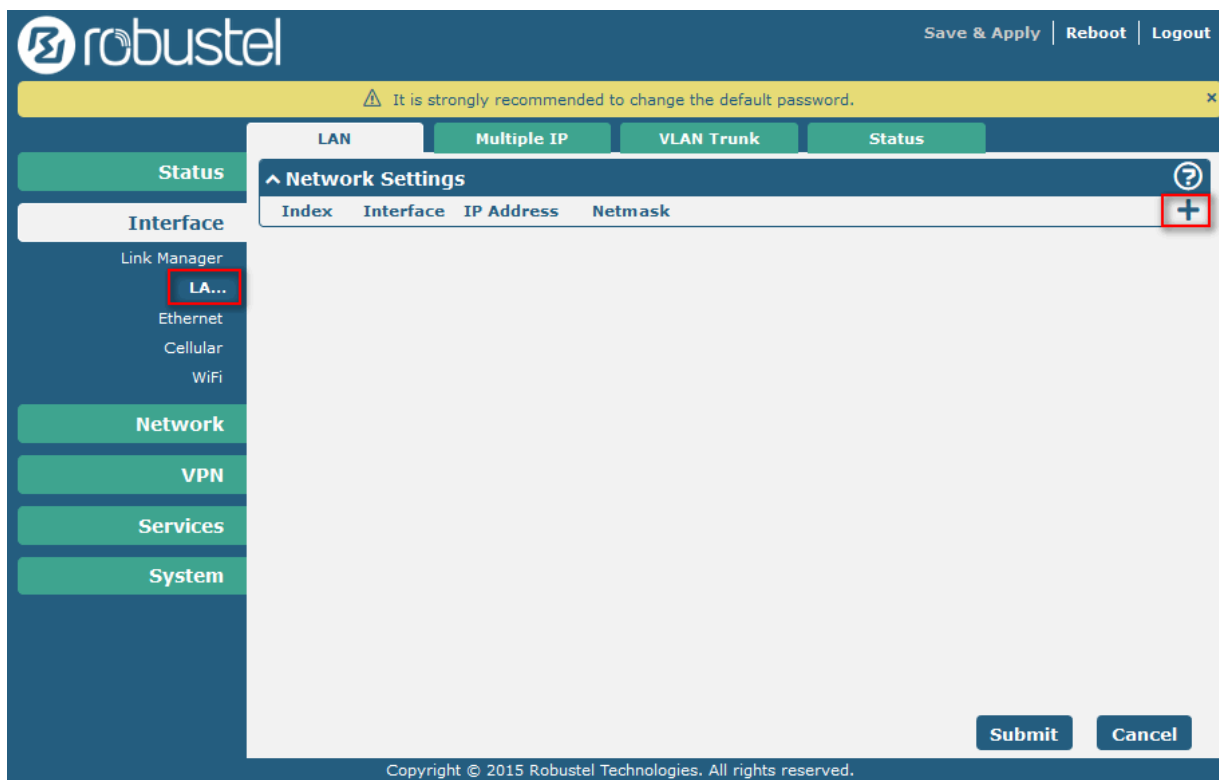 robustel
Save & Apply | Reboot | Logout
⚠ It is strongly recommended to change the default password. ×
LAN Multiple IP VLAN Trunk Status
Status
Network Settings ?
Index Interface IP Address Netmask +
Interface
Link Manager
LA...
Ethernet
Cellular
WiFi
Network
VPN
Services
System
Submit Cancel
Copyright © 2015 Robustel Technologies. All rights reserved.